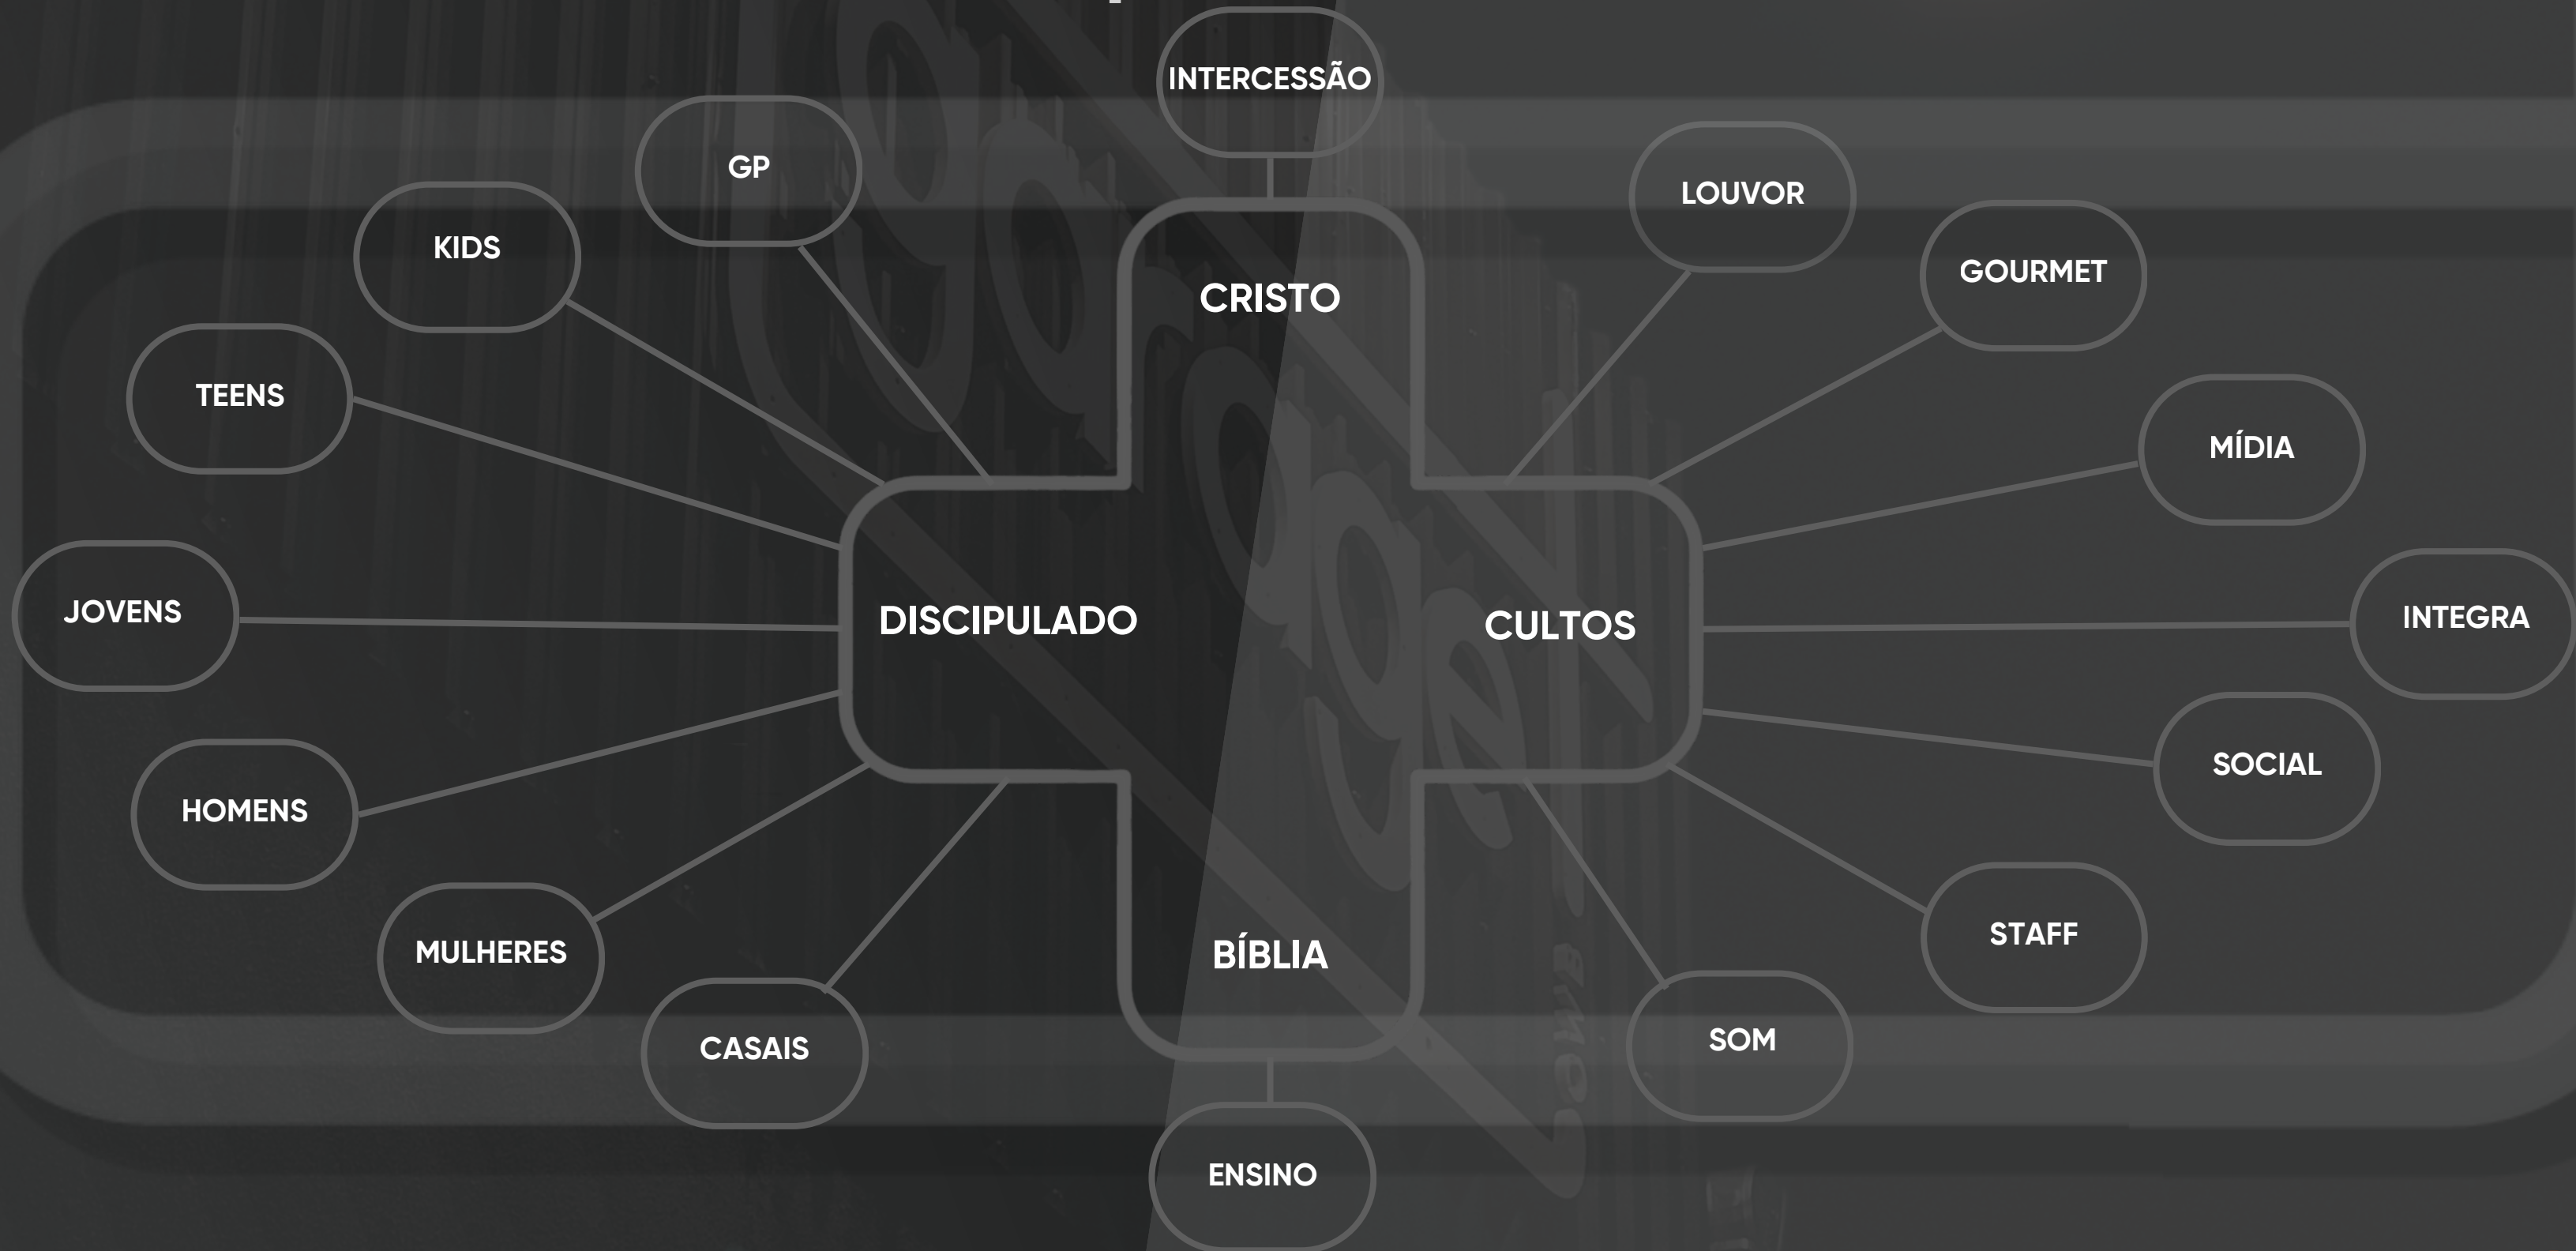 INTERCESSÃO
GP
LOUVOR
KIDS
GOURMET
CRISTO
TEENS
MÍDIA
JOVENS
DISCIPULADO
CULTOS
INTEGRA
SOCIAL
HOMENS
STAFF
MULHERES
BÍBLIA
CASAIS
SOM
ENSINO